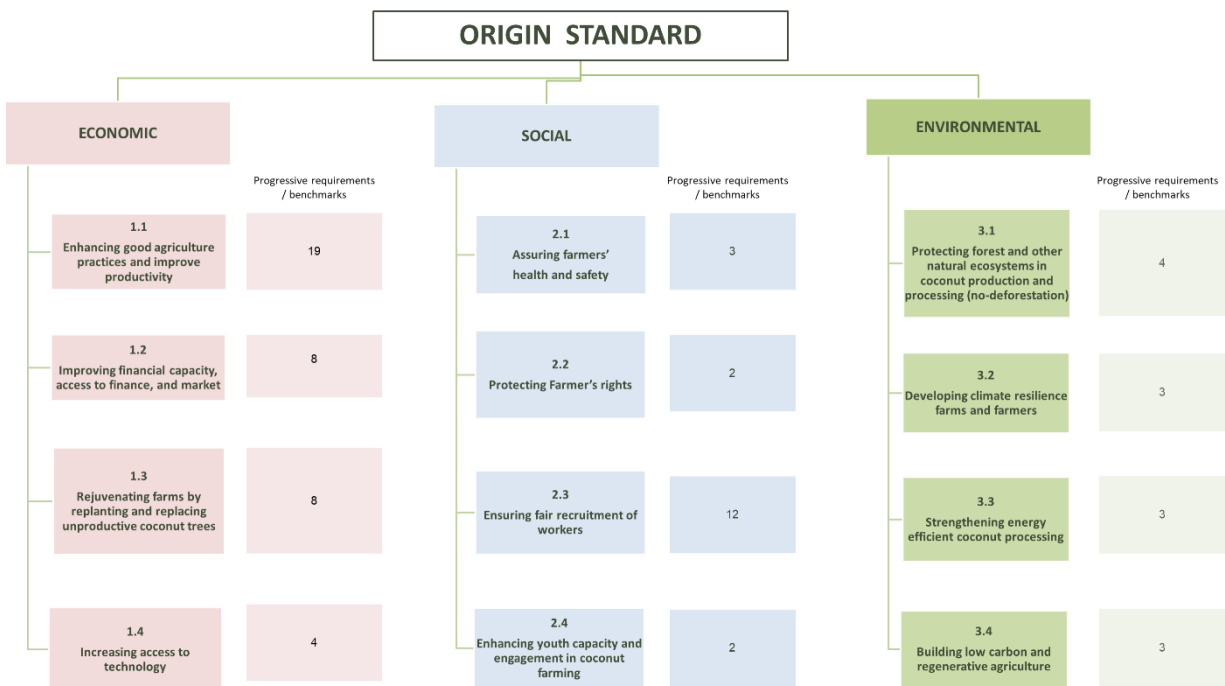 ORIGIN STANDARD
ECONOMIC
Progressive requirements
/ benchmarks
1.1
Enhancing good agriculture
practices and improve
productivity
19
1.2
Improving financial capacity,
access to finance, and market
8
1.3
Rejuvenating farms by
replanting and replacing
unproductive coconut trees
8
1.4
Increasing access to
technology
4
SOCIAL
Progressive requirements
/ benchmarks
2.1
Assuring farmers’
health and safety
3
2.2
Protecting Farmer’s rights
2
2.3
Ensuring fair recruitment of
workers
12
2.4
Enhancing youth capacity and
engagement in coconut
farming
2
ENVIRONMENTAL
Progressive requirements
/ benchmarks
3.1
Protecting forest and other
natural ecosystems in
coconut production and
processing (no-deforestation)
4
3.2
Developing climate resilience
farms and farmers
3
3.3
Strengthening energy
efficient coconut processing
3
3.4
Building low carbon and
regenerative agriculture
3